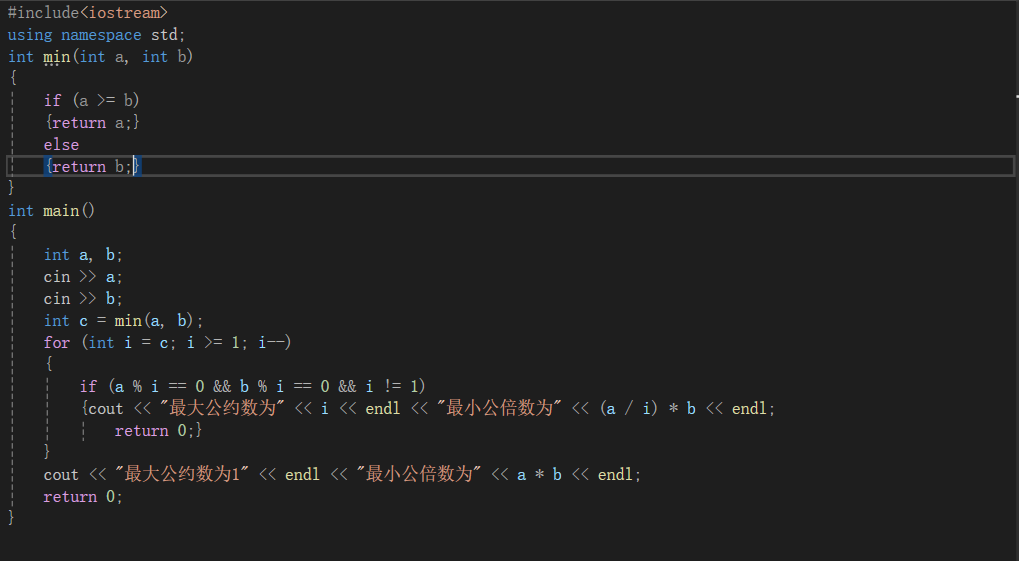 #include<iostream>
using namespace std;
int min(int a, int b)
{
if (a >= b)
{return a;}
else
{return b;}
}
int main()
{
int a, b;
cin >> a;
cin >> b;
int c = min(a, b);
for (int i = c; i >= 1; i--)
{
if (a % i == 0 && b % i == 0 && i != 1)
{cout << "最大公约数为" << i << endl << "最小公倍数为" << (a / i) * b << endl;
return 0;}
}
cout << "最大公约数为1" << endl << "最小公倍数为" << a * b << endl;
return 0;
}